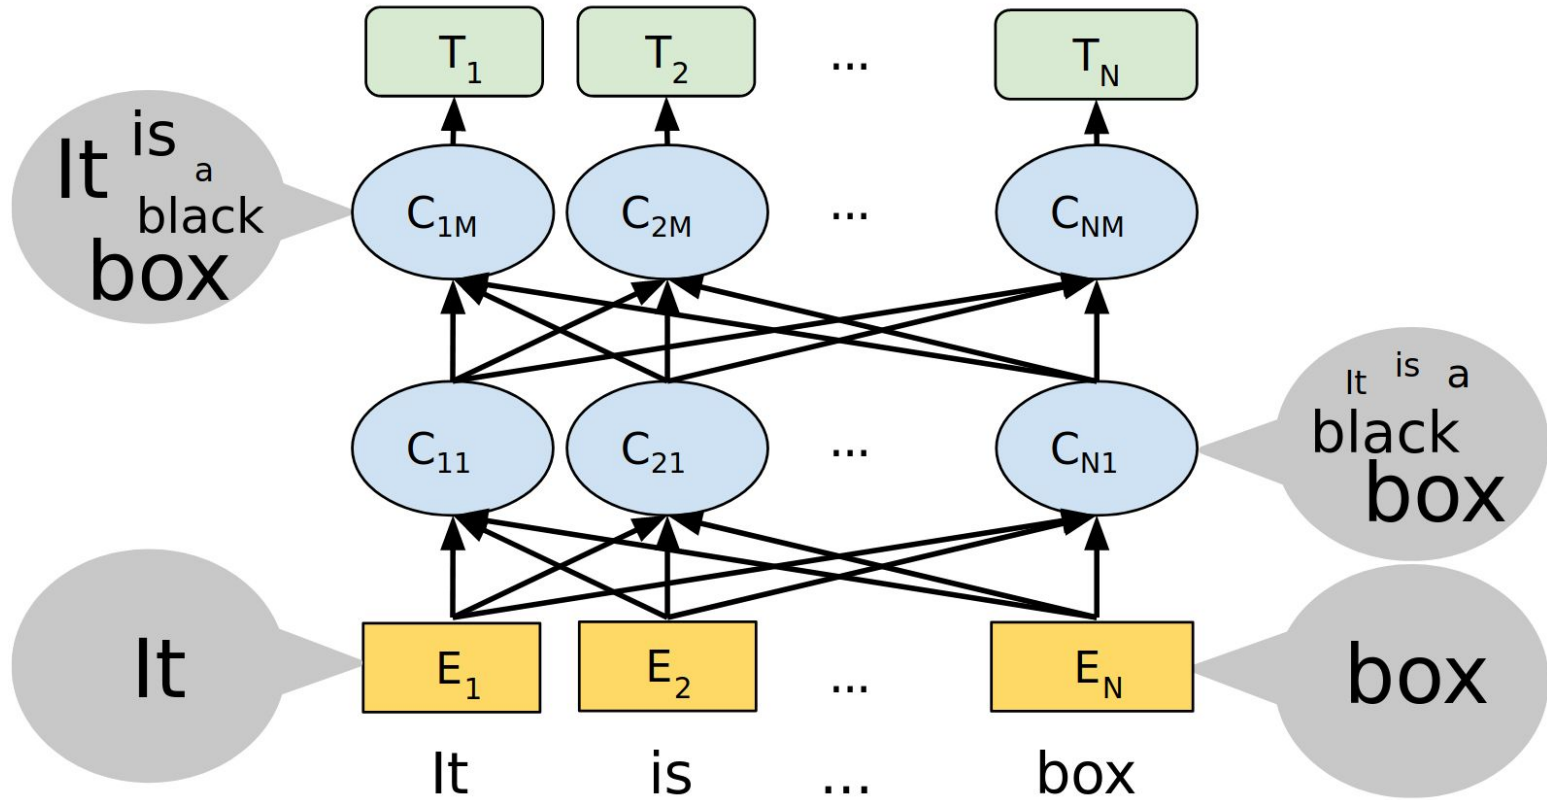 T1 T2 ... TN
It is
a
black
box
C1M C2M ... CNM
It is a
black
box
C11 C21 ... CN1
It
E1 E2 ... EN
box
It is ... box